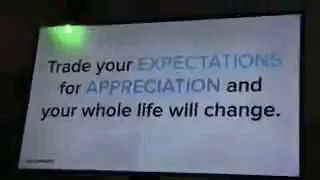 Trade your EXPECTATIONS
for APPRECIATION and
your whole life will change.